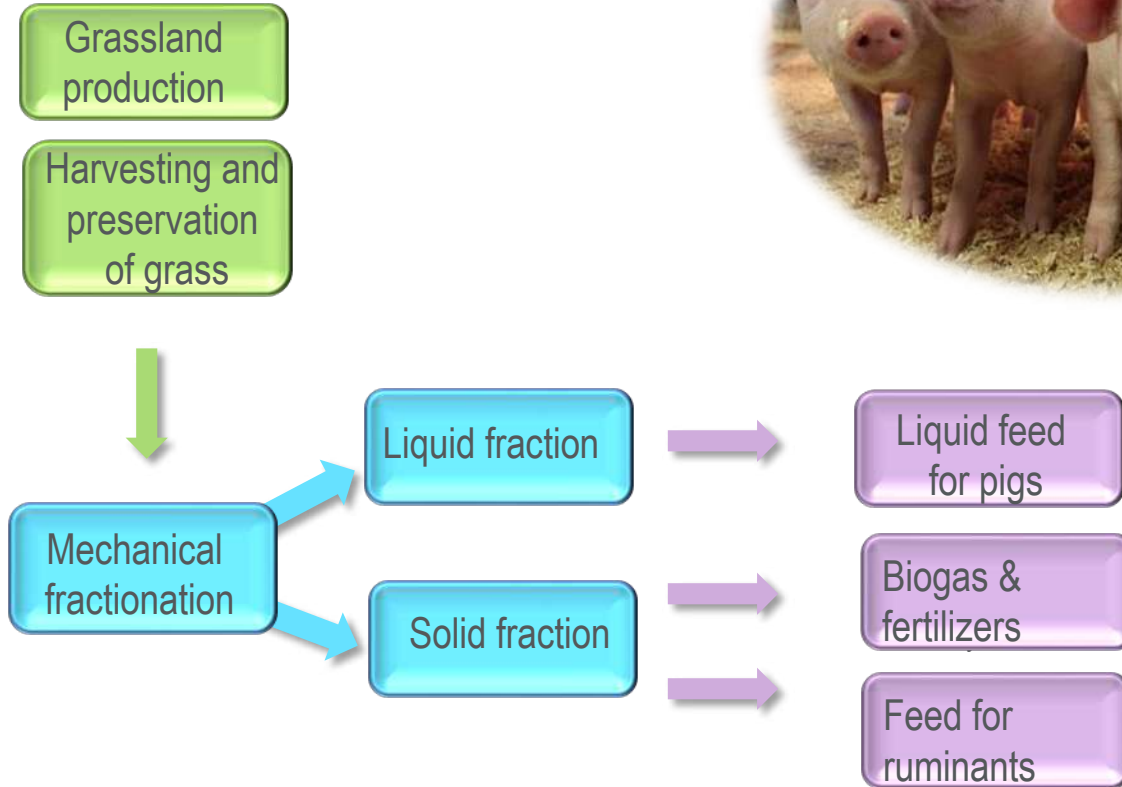 Grassland
production
Harvesting and
preservation
of grass
Liquid fraction
Liquid feed
for pigs
Mechanical
fractionation
Biogas &
fertilizers
Solid fraction
Feed for
ruminants